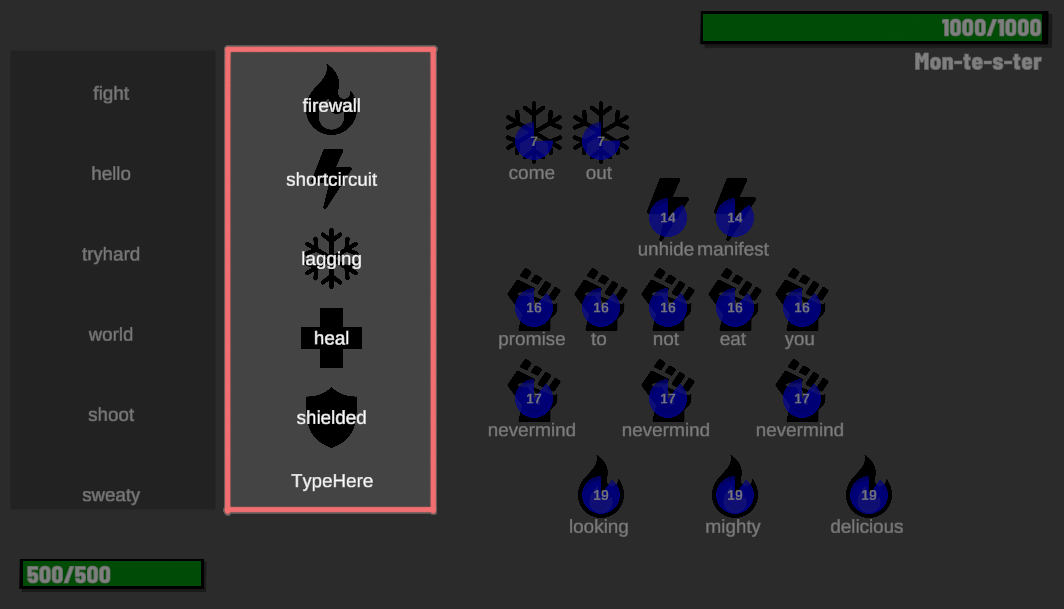 1000/1000
Mon-te-s-ter
fight
hello
tryhard
world
shoot
sweaty
firewall
shortcircuit
lagging
heal
shielded
TypeHere
7 7
come out
14 14
unhide manifest
16 16 16 16 16
promise to not eat you
17 17 17
nevermind nevermind nevermind
19 19 19
looking mighty delicious
500/500